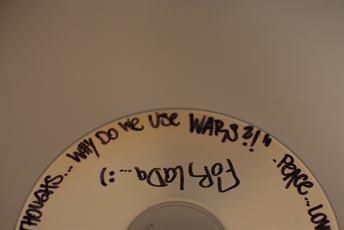 THOUGHTS... WHY DO WE USE WARS?!" . PEACE... LOV
FOR LADA... :)